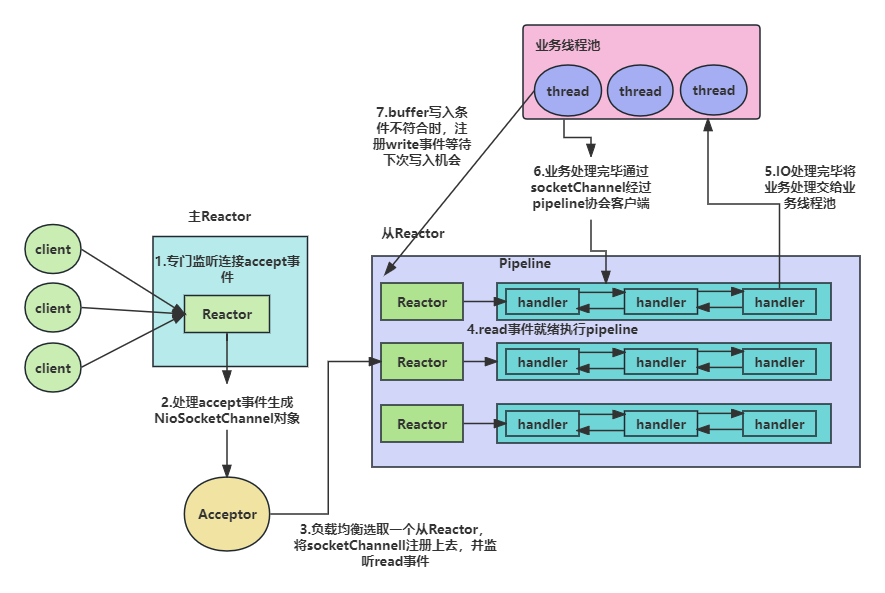 业务线程池
thread
thread
thread
7.buffer写入条
件不符合时，注
册write事件等待
下次写入机会
6.业务处理完毕通过
socketChannel经过
pipeline协会客户端
5.IO处理完毕将
业务处理交给业
务线程池
主Reactor
从Reactor
client
client
client
1.专门监听连接accept事
件
Reactor
Pipeline
Reactor
handler
handler
handler
4.read事件就绪执行pipeline
Reactor
handler
handler
handler
Reactor
handler
handler
handler
2.处理accept事件生成
NioSocketChannel对象
Acceptor
3.负载均衡选取一个从Reactor，
将socketChannell注册上去，并监
听read事件